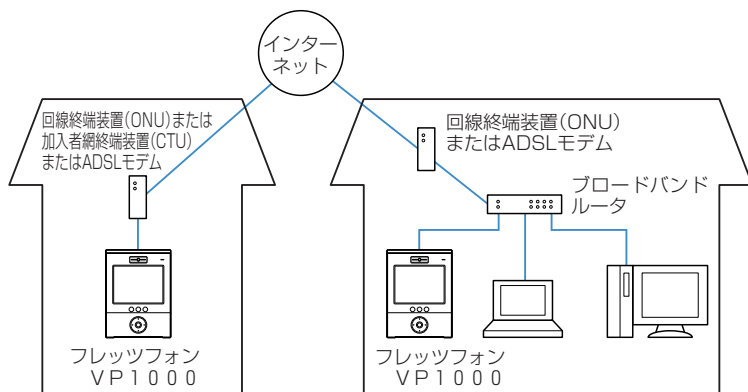 インター
ネット
回線終端装置(ONU)または
加入者網終端装置(CTU)
またはADSLモデム
フレッツフォン
VP1000
回線終端装置(ONU)
またはADSLモデム
ブロードバンド
ルータ
フレッツフォン
VP1000